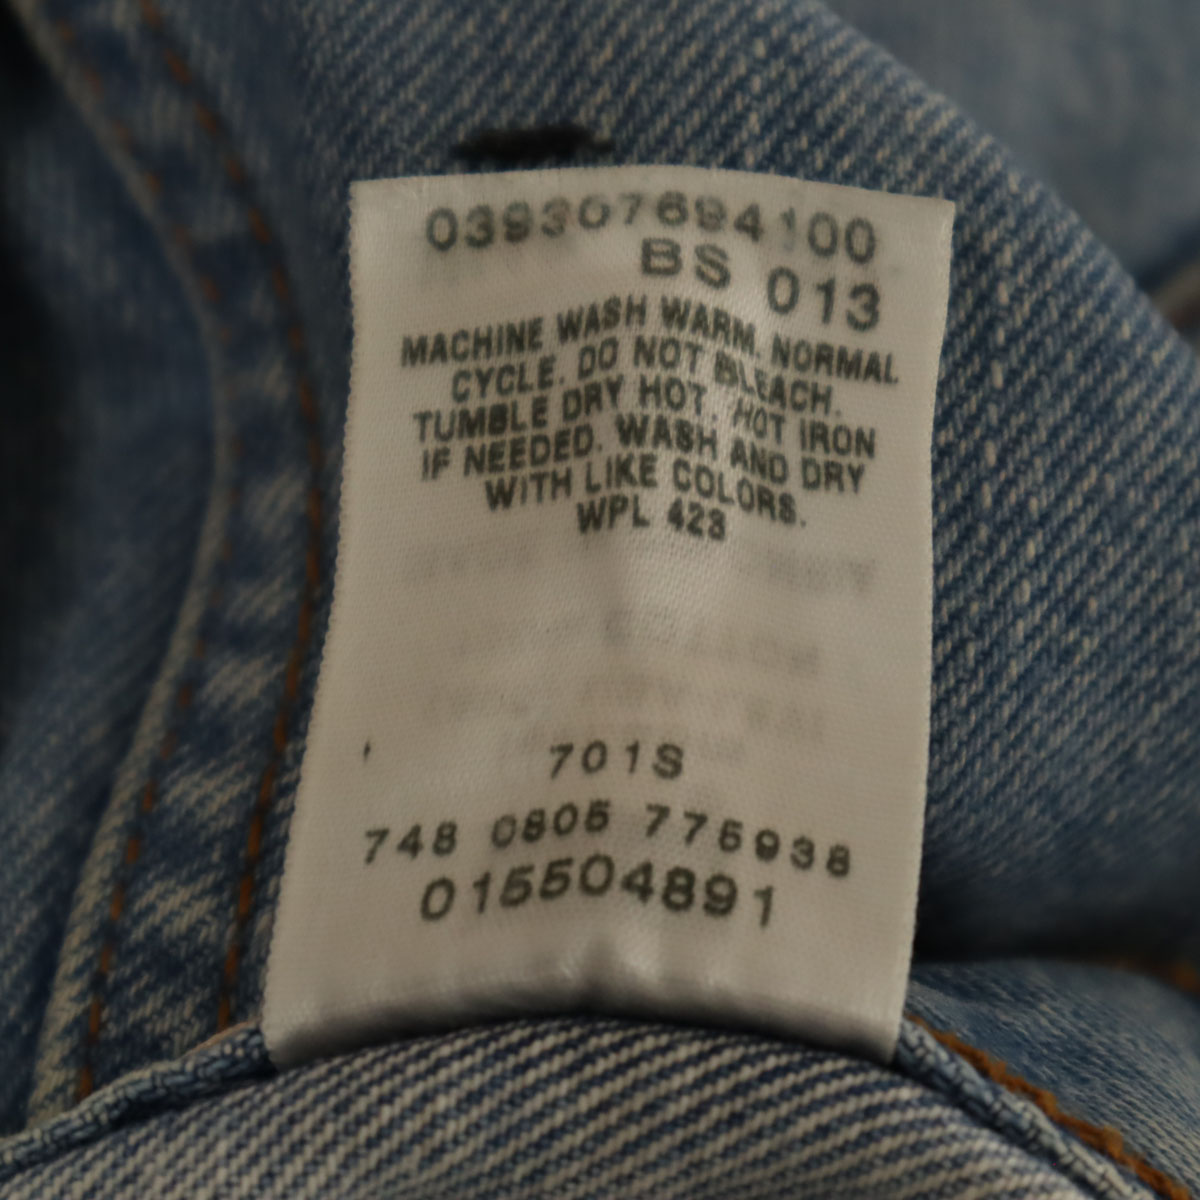 039307694100
BS 013
MACHINE WASH WARM. NORMAL
CYCLE. DO NOT BLEACH.
TUMBLE DRY HOT. HOT IRON
IF NEEDED. WASH AND DRY
WITH LIKE COLORS.
WPL 423
701S
748 0805 775938
015504891